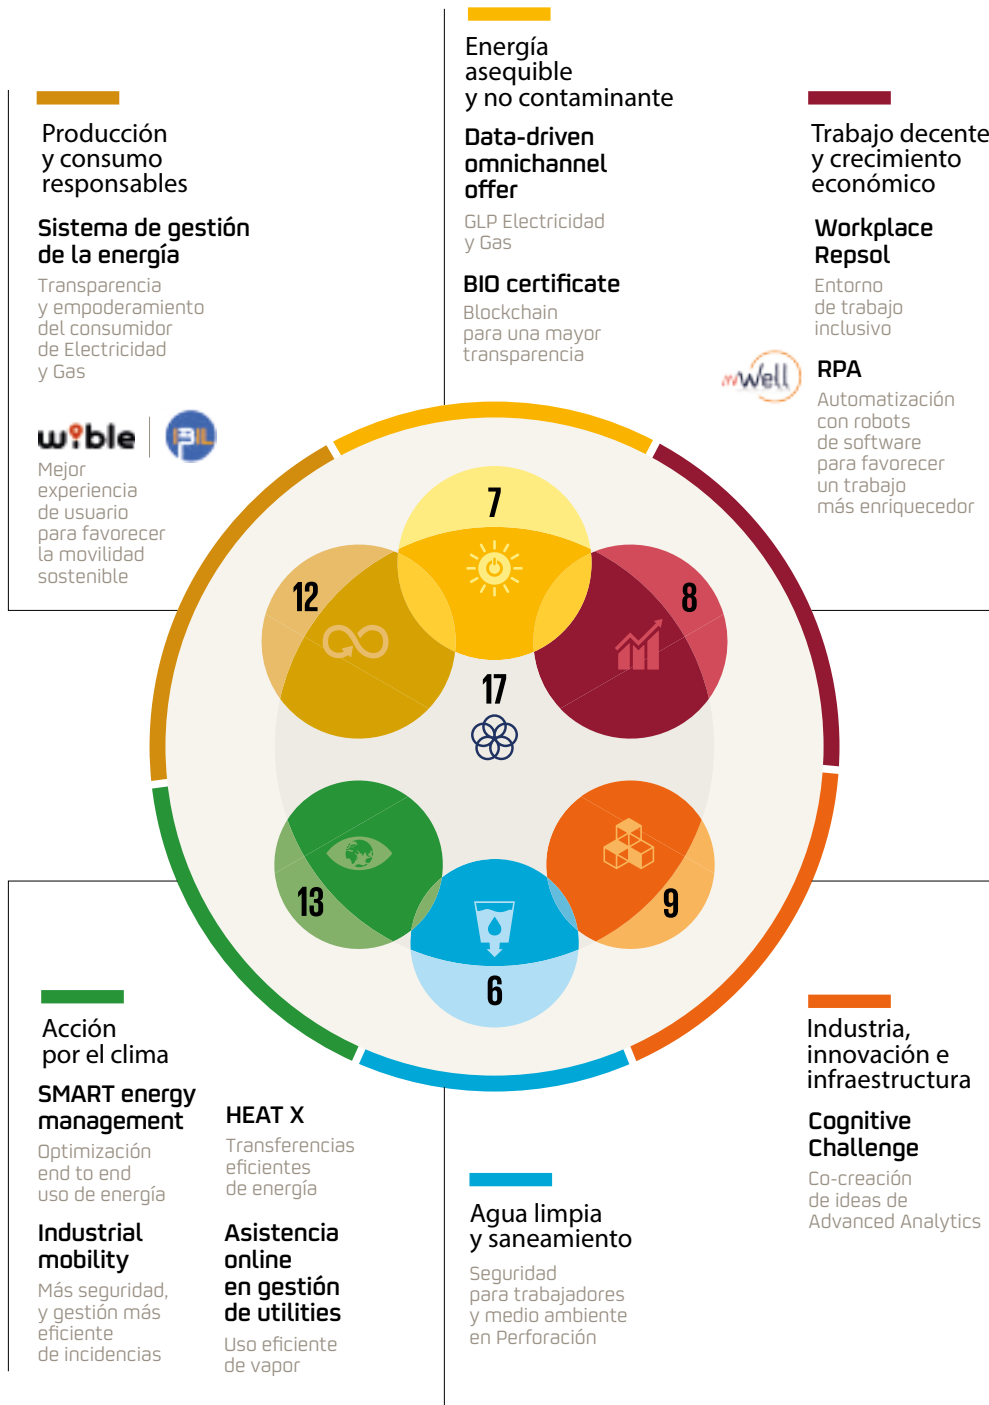 Producción
y consumo
responsables
Sistema de gestión
de la energía
Transparencia
y empoderamiento
del consumidor
de Electricidad
y Gas
wible
IBIL
Mejor
experiencia
de usuario
para favorecer
la movilidad
sostenible
Energía
asequible
y no contaminante
Data-driven
omnichannel
offer
GLP Electricidad
y Gas
BIO certificate
Blockchain
para una mayor
transparencia
Trabajo decente
y crecimiento
económico
Workplace
Repsol
Entorno
de trabajo
inclusivo
Well
RPA
Automatización
con robots
de software
para favorecer
un trabajo
más enriquecedor
7
12
8
17
13
9
6
Acción
por el clima
SMART energy
management
Optimización
end to end
uso de energía
Industrial
mobility
Más seguridad,
y gestión más
eficiente
de incidencias
HEAT X
Transferencias
eficientes
de energía
Asistencia
online
en gestión
de utilities
Uso eficiente
de vapor
Agua limpia
y saneamiento
Seguridad
para trabajadores
y medio ambiente
en Perforación
Industria,
innovación e
infraestructura
Cognitive
Challenge
Co-creación
de ideas de
Advanced Analytics